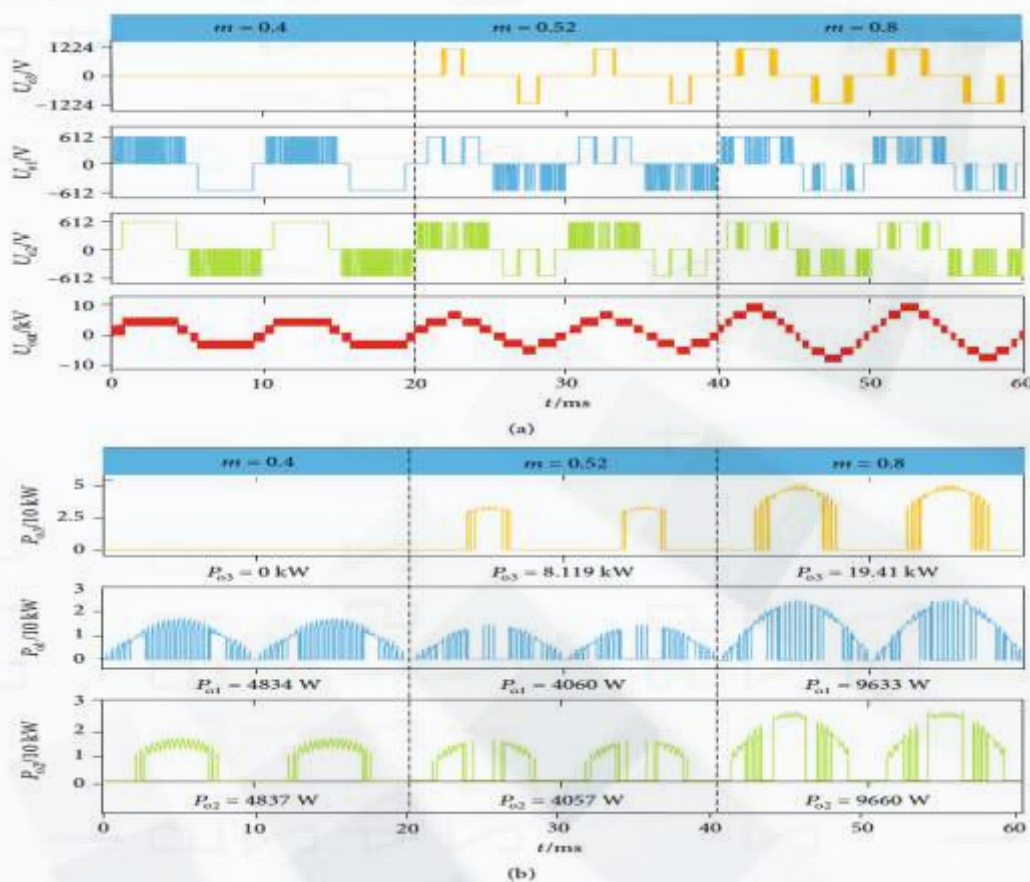 m = 0.4 m = 0.52 m = 0.8
U_o3/V 1224 0 −1224
U_o1/V 612 0 −612
U_o2/V 612 0 −612
U_out/kV 10 0 −10
0 10 20 30 40 50 60
t/ms
(a)
m = 0.4 m = 0.52 m = 0.8
P_o3/10 kW 5 2.5 0
P_o3 = 0 kW P_o3 = 8.119 kW P_o3 = 19.41 kW
/10 kW 3 2 1 0
P_o1 = 4834 W P_o1 = 4060 W P_o1 = 9633 W
P_o2/10 kW 3 2 1 0
P_o2 = 4837 W P_o2 = 4057 W P_o2 = 9660 W
0 10 20 30 40 50 60
t/ms
(b)